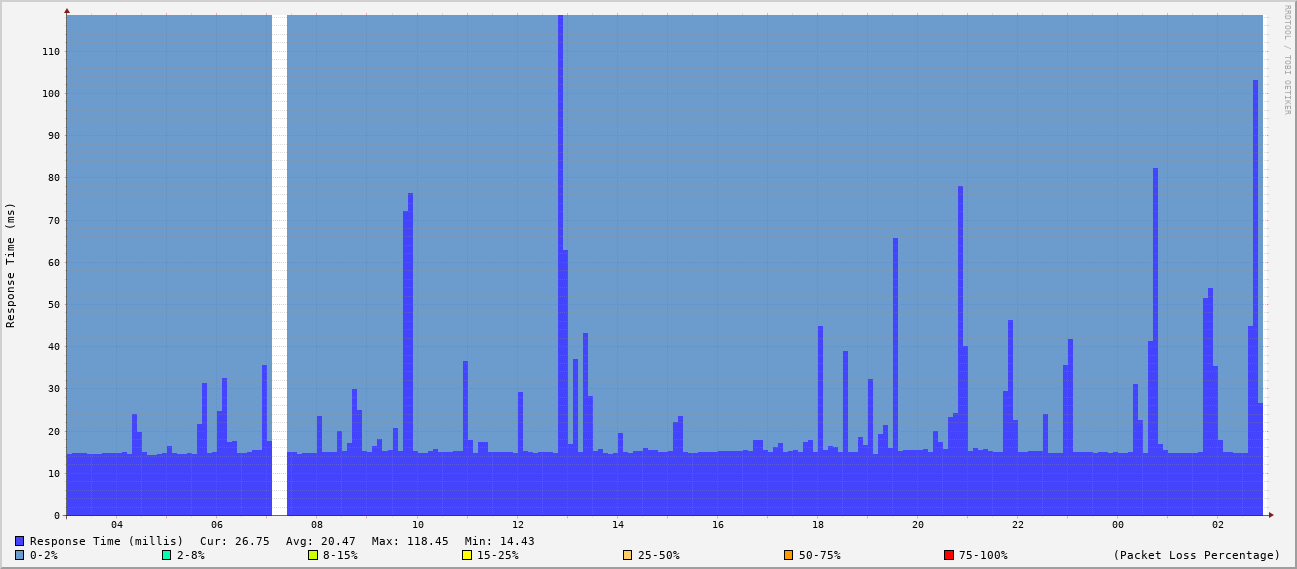 RRDTOOL / TOBI OETIKER
Response Time (ms)
110
100
90
80
70
60
50
40
30
20
10
0
04 06 08 10 12 14 16 18 20 22 00 02
Response Time (millis) Cur: 26.75 Avg: 20.47 Max: 118.45 Min: 14.43
0-2% 2-8% 8-15% 15-25% 25-50% 50-75% 75-100% (Packet Loss Percentage)